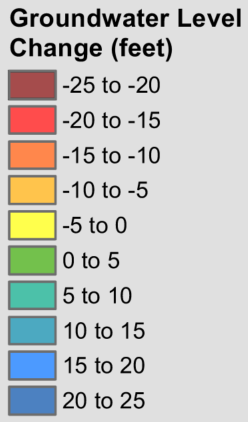 Groundwater Level
Change (feet)
-25 to -20
-20 to -15
-15 to -10
-10 to -5
-5 to 0
0 to 5
5 to 10
10 to 15
15 to 20
20 to 25